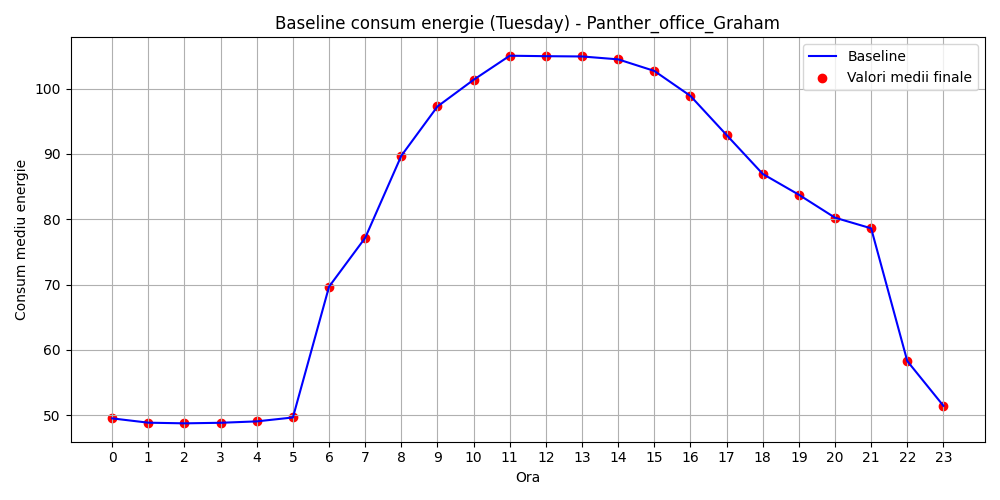 Baseline consum energie (Tuesday) - Panther_office_Graham
Baseline
Valori medii finale
Consum mediu energie
100
90
80
70
60
50
0 1 2 3 4 5 6 7 8 9 10 11 12 13 14 15 16 17 18 19 20 21 22 23
Ora